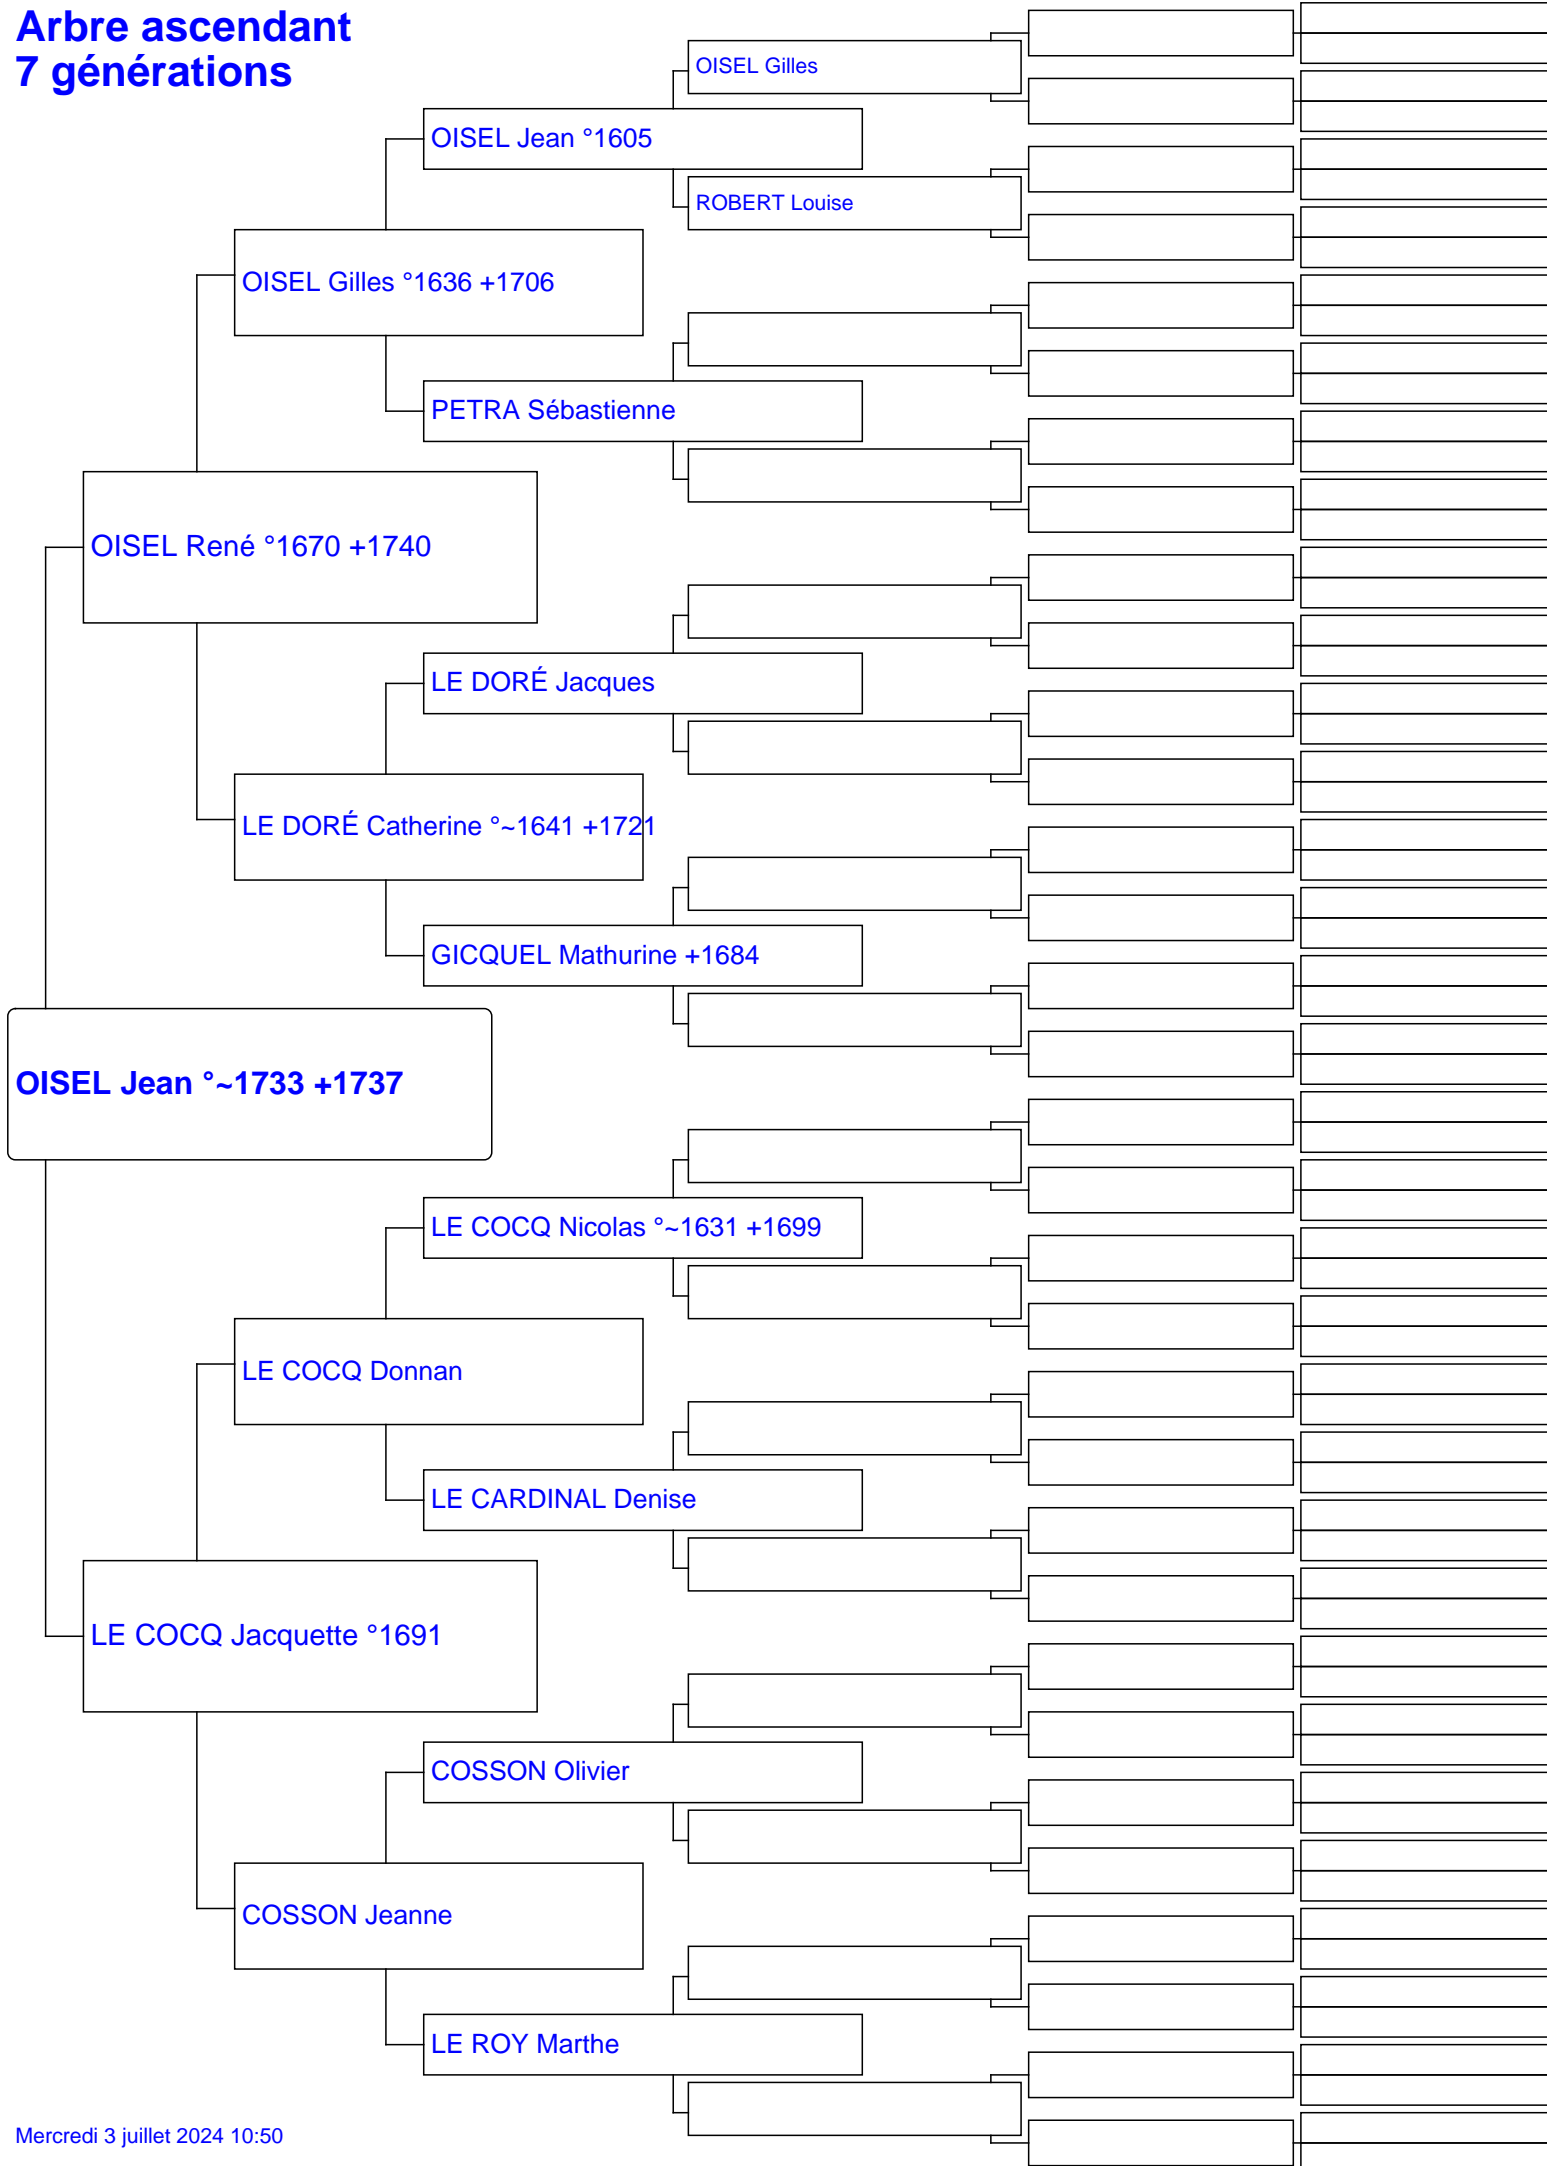 Arbre ascendant
7 générations
OISEL Gilles
OISEL Jean °1605
ROBERT Louise
OISEL Gilles °1636 +1706
PETRA Sébastienne
OISEL René °1670 +1740
LE DORÉ Jacques
LE DORÉ Catherine °~1641 +1721
GICQUEL Mathurine +1684
OISEL Jean °~1733 +1737
LE COCQ Nicolas °~1631 +1699
LE COCQ Donnan
LE CARDINAL Denise
LE COCQ Jacquette °1691
COSSON Olivier
COSSON Jeanne
LE ROY Marthe
Mercredi 3 juillet 2024 10:50